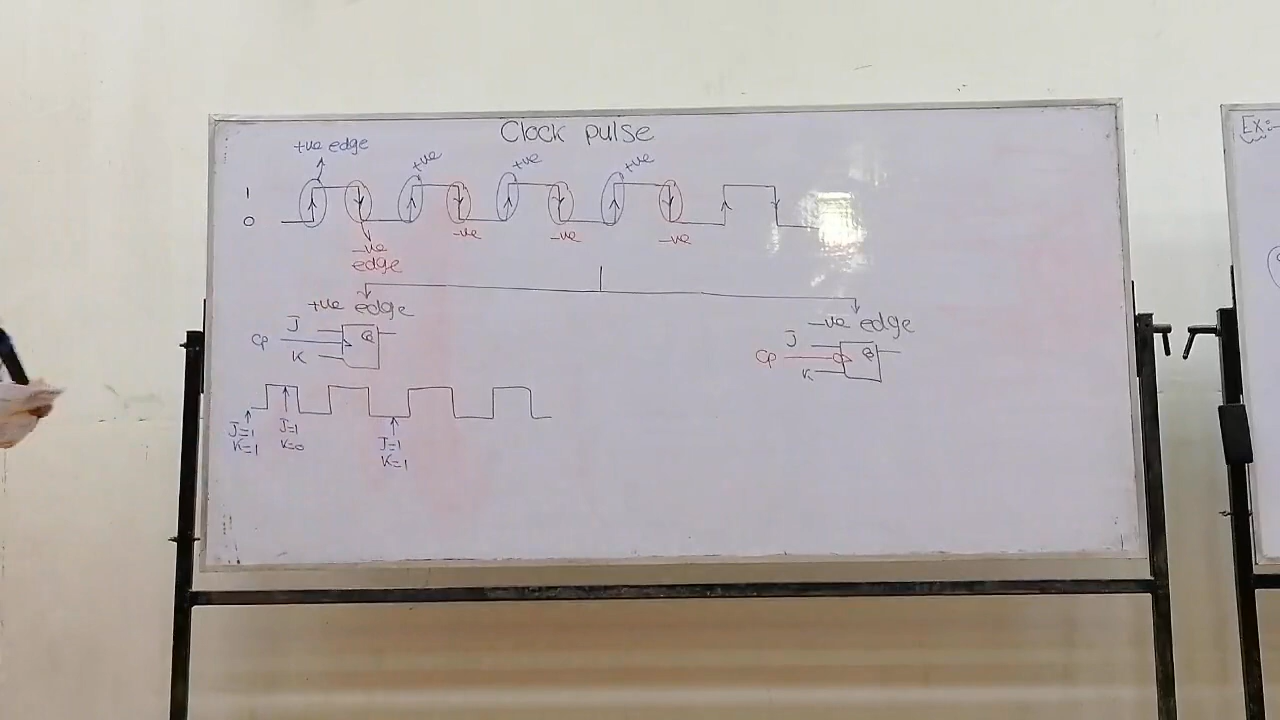 Clock pulse
+ve edge
+ve
+ve
+ve
1
0
-ve
edge
-ve
-ve
-ve
+ve edge
J
CP
K
Q
-ve edge
J
CP
K
Q
J=1
K=1
J=1
K=0
J=1
K=1
Ex:-